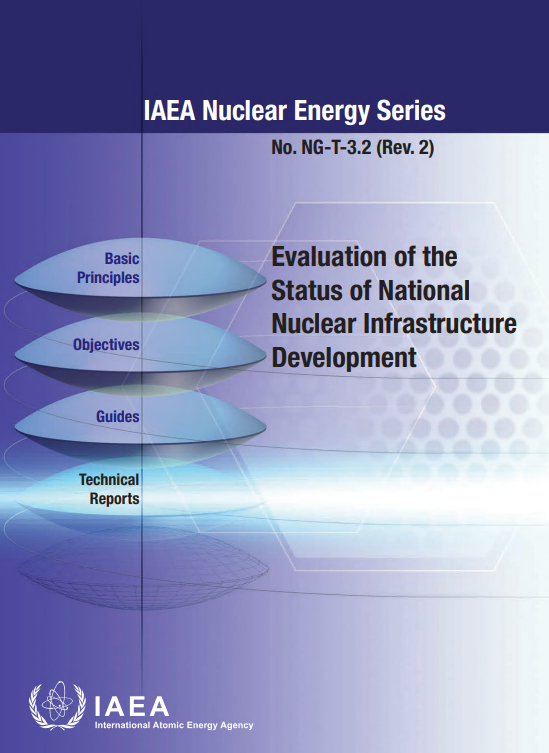 IAEA Nuclear Energy Series
No. NG-T-3.2 (Rev. 2)
Evaluation of the
Status of National
Nuclear Infrastructure
Development
Basic
Principles
Objectives
Guides
Technical
Reports
IAEA
International Atomic Energy Agency